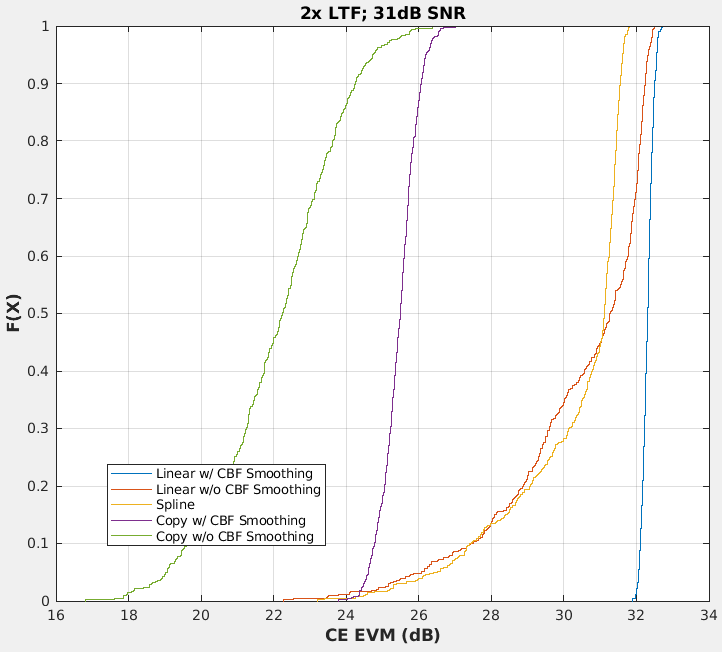 2x LTF; 31dB SNR
1
0.9
0.8
0.7
0.6
0.5
0.4
0.3
0.2
0.1
0
F(X)
Linear w/ CBF Smoothing
Linear w/o CBF Smoothing
Spline
Copy w/ CBF Smoothing
Copy w/o CBF Smoothing
16 18 20 22 24 26 28 30 32 34
CE EVM (dB)